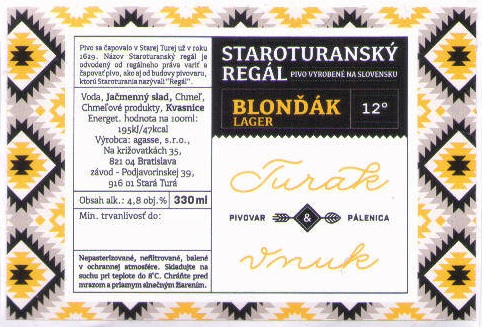 Pivo sa čapovalo v Starej Turej už v roku
1629. Názov Staroturanský regál je
odvodený od regálneho práva variť a
čapovať pivo, ako aj od budovy pivovaru,
ktorú Starourania nazývali "Regál".
Voda, Jačmenný slad, Chmeľ,
Chmeľové produkty, Kvasnice
Energet. hodnota na 100ml:
195kJ/47kcal
Výrobca: agasse, s.r.o.,
Na križovatkách 35,
821 04 Bratislava
závod - Podjavorinskej 39,
916 01 Stará Turá
Obsah alk.: 4,8 obj.% 330ml
Min. trvanlivosť do:
Nepasterizované, nefiltrované, balené
v ochrannej atmosfére. Skladujte na
suchu pri teplote do 8°C. Chráňte pred
mrazom a priamym slnečným žiarením.
STAROTURANSKÝ
REGÁL PIVO VYROBENÉ NA SLOVENSKU
BLONĎÁK 12°
LAGER
Turak
PIVOVAR & PÁLENICA
vnuk